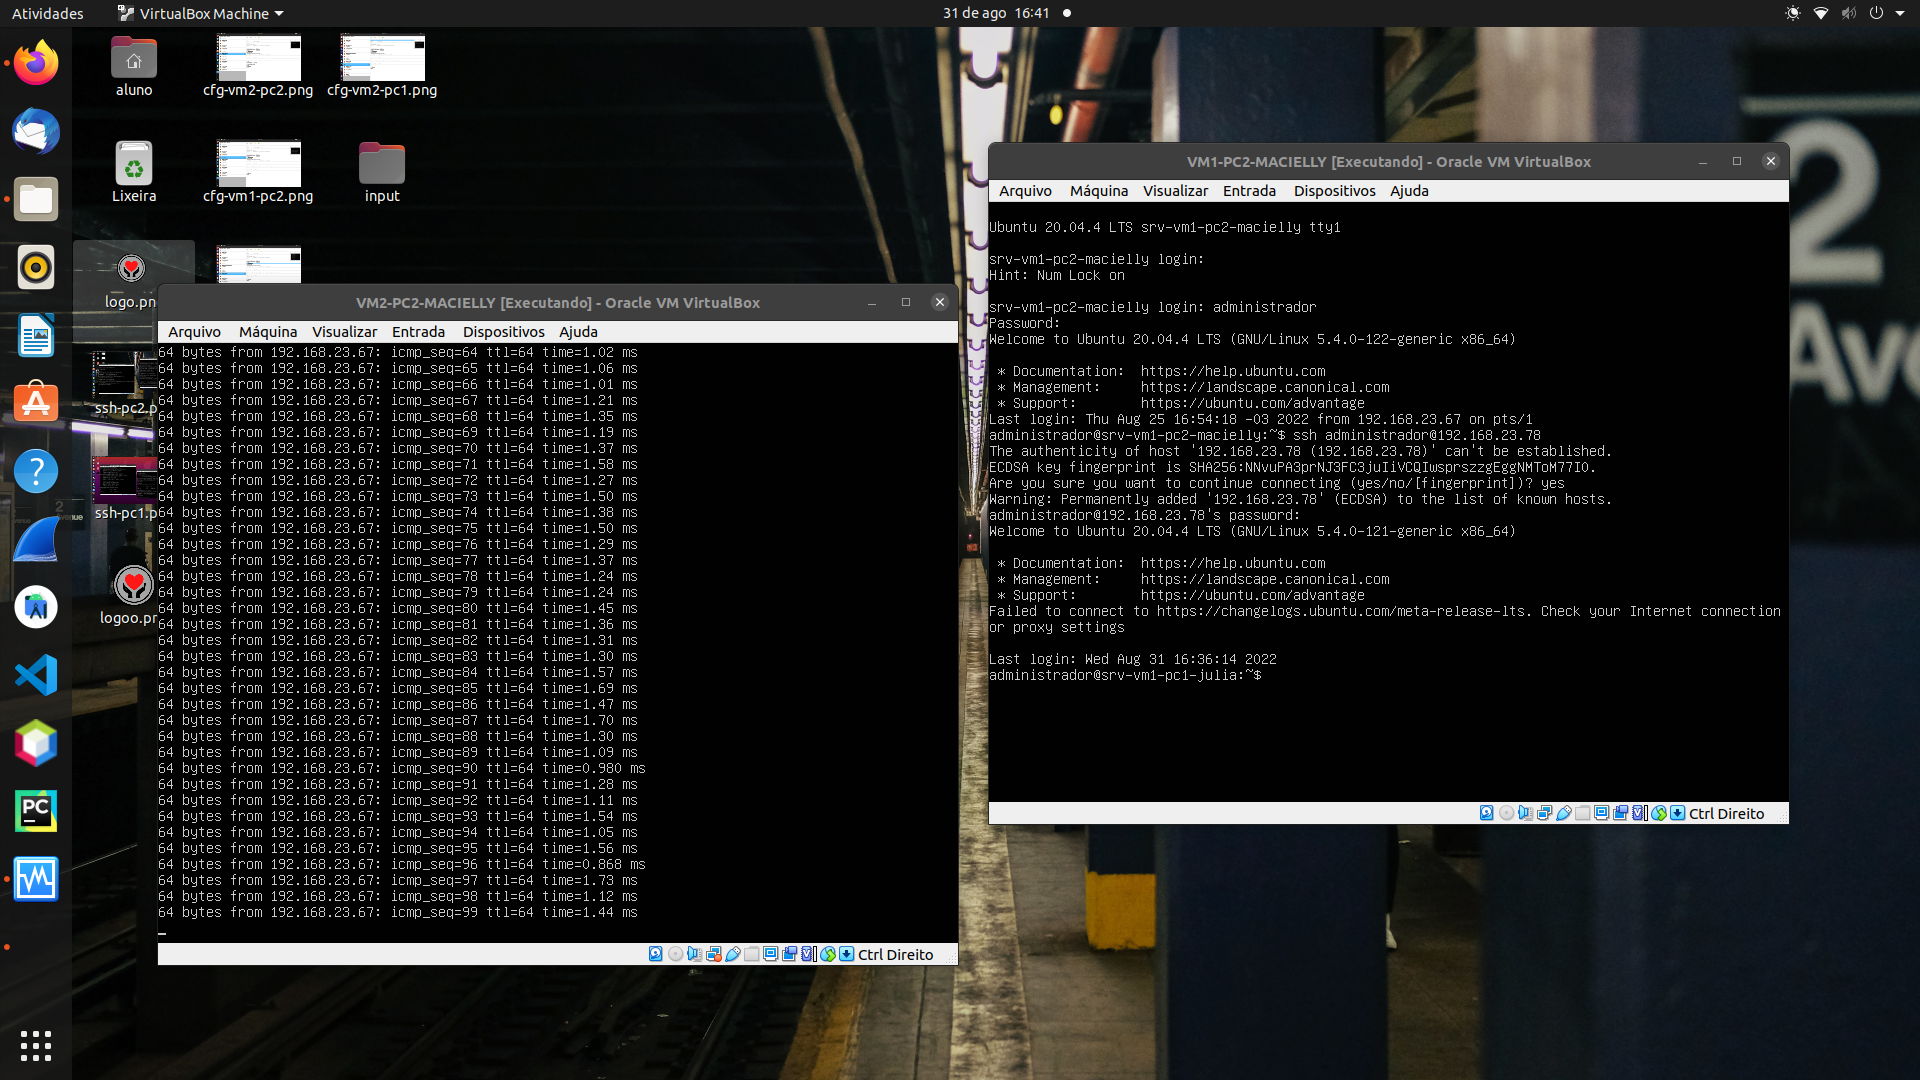 Atividades
VirtualBox Machine
31 de ago 16:41
aluno
cfg-vm2-pc2.png
cfg-vm2-pc1.png
Lixeira
cfg-vm1-pc2.png
input
logo.pn
ssh-pc2.p
ssh-pc1.p
logoo.pr
VM2-PC2-MACIELLY [Executando] - Oracle VM VirtualBox
Arquivo Máquina Visualizar Entrada Dispositivos Ajuda
64 bytes from 192.168.23.67: icmp_seq=64 ttl=64 time=1.02 ms
64 bytes from 192.168.23.67: icmp_seq=65 ttl=64 time=1.06 ms
64 bytes from 192.168.23.67: icmp_seq=66 ttl=64 time=1.01 ms
64 bytes from 192.168.23.67: icmp_seq=67 ttl=64 time=1.21 ms
64 bytes from 192.168.23.67: icmp_seq=68 ttl=64 time=1.35 ms
64 bytes from 192.168.23.67: icmp_seq=69 ttl=64 time=1.19 ms
64 bytes from 192.168.23.67: icmp_seq=70 ttl=64 time=1.37 ms
64 bytes from 192.168.23.67: icmp_seq=71 ttl=64 time=1.58 ms
64 bytes from 192.168.23.67: icmp_seq=72 ttl=64 time=1.27 ms
64 bytes from 192.168.23.67: icmp_seq=73 ttl=64 time=1.50 ms
64 bytes from 192.168.23.67: icmp_seq=74 ttl=64 time=1.38 ms
64 bytes from 192.168.23.67: icmp_seq=75 ttl=64 time=1.50 ms
64 bytes from 192.168.23.67: icmp_seq=76 ttl=64 time=1.29 ms
64 bytes from 192.168.23.67: icmp_seq=77 ttl=64 time=1.37 ms
64 bytes from 192.168.23.67: icmp_seq=78 ttl=64 time=1.24 ms
64 bytes from 192.168.23.67: icmp_seq=79 ttl=64 time=1.24 ms
64 bytes from 192.168.23.67: icmp_seq=80 ttl=64 time=1.45 ms
64 bytes from 192.168.23.67: icmp_seq=81 ttl=64 time=1.36 ms
64 bytes from 192.168.23.67: icmp_seq=82 ttl=64 time=1.31 ms
64 bytes from 192.168.23.67: icmp_seq=83 ttl=64 time=1.30 ms
64 bytes from 192.168.23.67: icmp_seq=84 ttl=64 time=1.57 ms
64 bytes from 192.168.23.67: icmp_seq=85 ttl=64 time=1.69 ms
64 bytes from 192.168.23.67: icmp_seq=86 ttl=64 time=1.47 ms
64 bytes from 192.168.23.67: icmp_seq=87 ttl=64 time=1.70 ms
64 bytes from 192.168.23.67: icmp_seq=88 ttl=64 time=1.30 ms
64 bytes from 192.168.23.67: icmp_seq=89 ttl=64 time=1.09 ms
64 bytes from 192.168.23.67: icmp_seq=90 ttl=64 time=0.980 ms
64 bytes from 192.168.23.67: icmp_seq=91 ttl=64 time=1.28 ms
64 bytes from 192.168.23.67: icmp_seq=92 ttl=64 time=1.11 ms
64 bytes from 192.168.23.67: icmp_seq=93 ttl=64 time=1.54 ms
64 bytes from 192.168.23.67: icmp_seq=94 ttl=64 time=1.05 ms
64 bytes from 192.168.23.67: icmp_seq=95 ttl=64 time=1.56 ms
64 bytes from 192.168.23.67: icmp_seq=96 ttl=64 time=0.868 ms
64 bytes from 192.168.23.67: icmp_seq=97 ttl=64 time=1.73 ms
64 bytes from 192.168.23.67: icmp_seq=98 ttl=64 time=1.12 ms
64 bytes from 192.168.23.67: icmp_seq=99 ttl=64 time=1.44 ms
Ctrl Direito
VM1-PC2-MACIELLY [Executando] - Oracle VM VirtualBox
Arquivo Máquina Visualizar Entrada Dispositivos Ajuda
Ubuntu 20.04.4 LTS srv-vm1-pc2-macielly tty1
srv-vm1-pc2-macielly login:
Hint: Num Lock on
srv-vm1-pc2-macielly login: administrador
Password:
Welcome to Ubuntu 20.04.4 LTS (GNU/Linux 5.4.0-122-generic x86_64)
* Documentation: https://help.ubuntu.com
* Management: https://landscape.canonical.com
* Support: https://ubuntu.com/advantage
Last login: Thu Aug 25 16:54:18 -03 2022 from 192.168.23.67 on pts/1
administrador@srv-vm1-pc2-macielly:~$ ssh administrador@192.168.23.78
The authenticity of host '192.168.23.78 (192.168.23.78)' can't be established.
ECDSA key fingerprint is SHA256:NNvuPA3prNJ3FC3juIiVCQIwsprszzgEggNMToM77IO.
Are you sure you want to continue connecting (yes/no/[fingerprint])? yes
Warning: Permanently added '192.168.23.78' (ECDSA) to the list of known hosts.
administrador@192.168.23.78's password:
Welcome to Ubuntu 20.04.4 LTS (GNU/Linux 5.4.0-121-generic x86_64)
* Documentation: https://help.ubuntu.com
* Management: https://landscape.canonical.com
* Support: https://ubuntu.com/advantage
Failed to connect to https://changelogs.ubuntu.com/meta-release-lts. Check your Internet connection
or proxy settings
Last login: Wed Aug 31 16:36:14 2022
administrador@srv-vm1-pc1-julia:~$
Ctrl Direito
2
Ave
PC